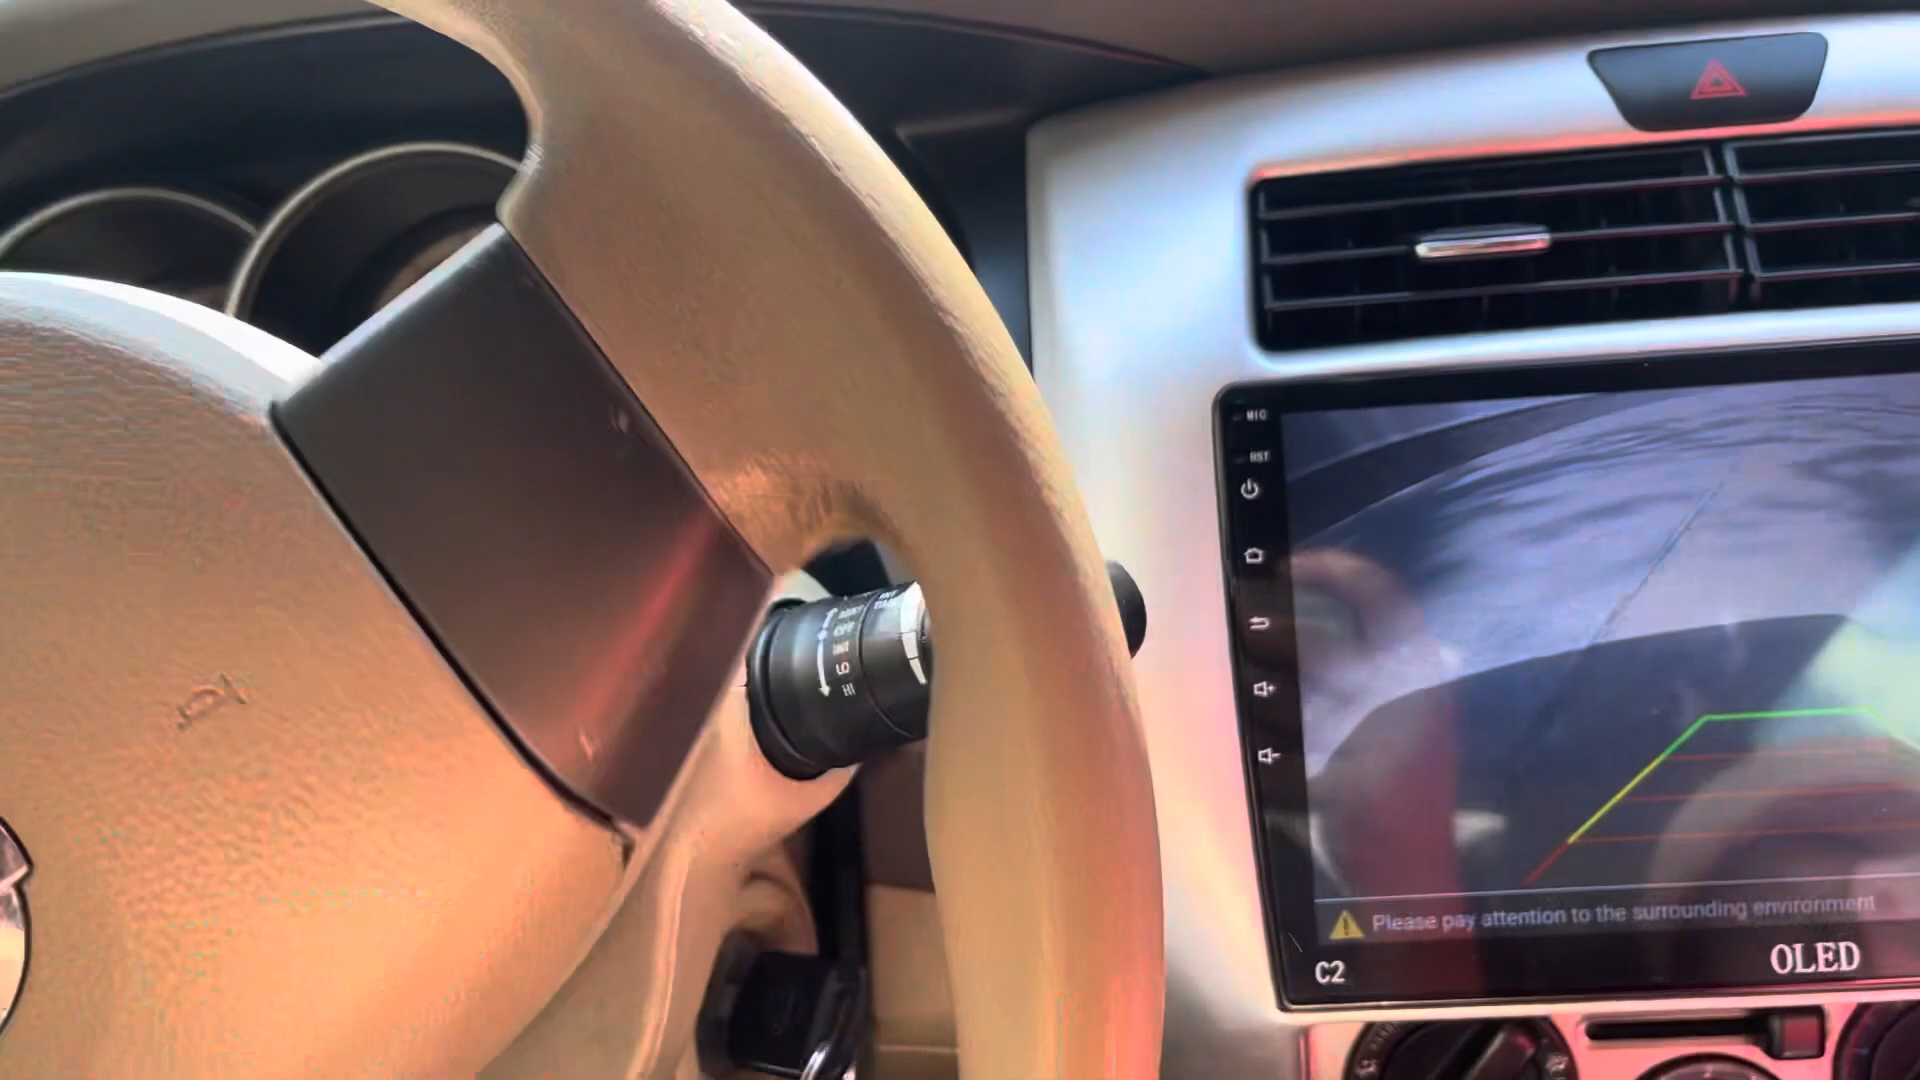 MIC
RST
OFF
INT
LO
HI
Please pay attention to the surrounding environment
C2
OLED